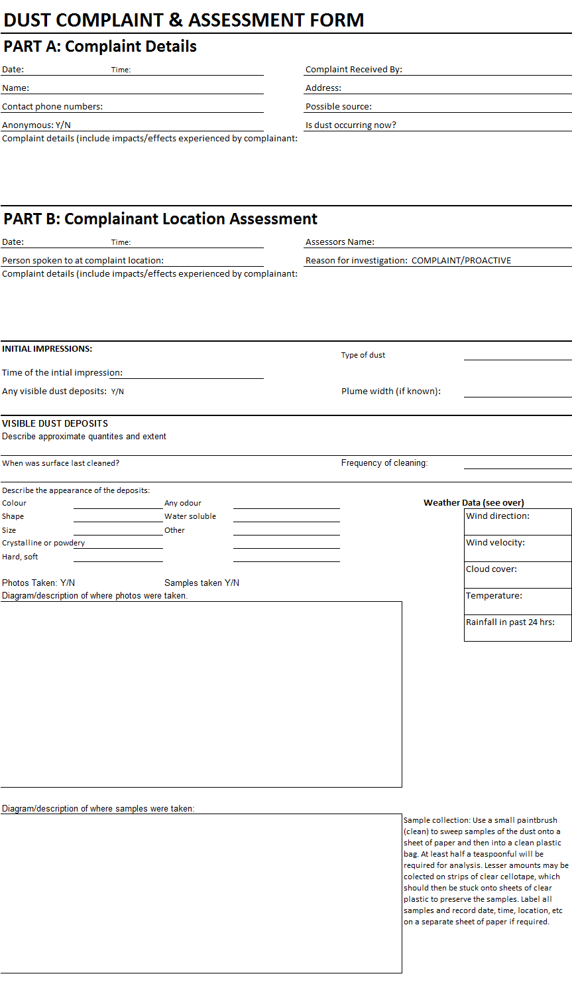 DUST COMPLAINT & ASSESSMENT FORM
PART A: Complaint Details
Date: Time: Complaint Received By:
Name: Address:
Contact phone numbers: Possible source:
Anonymous: Y/N Is dust occurring now?
Complaint details (include impacts/effects experienced by complainant:
PART B: Complainant Location Assessment
Date: Time: Assessors Name:
Person spoken to at complaint location: Reason for investigation: COMPLAINT/PROACTIVE
Complaint details (include impacts/effects experienced by complainant:
INITIAL IMPRESSIONS:
Type of dust
Time of the intial impression:
Any visible dust deposits: Y/N Plume width (if known):
VISIBLE DUST DEPOSITS
Describe approximate quantites and extent
When was surface last cleaned? Frequency of cleaning:
Describe the appearance of the deposits:
Colour Any odour Weather Data (see over)
Shape Water soluble Wind direction:
Size Other
Crystalline or powdery Wind velocity:
Hard, soft
Cloud cover:
Photos Taken: Y/N Samples taken Y/N
Diagram/description of where photos were taken. Temperature:
Rainfall in past 24 hrs:
Diagram/description of where samples were taken:
Sample collection: Use a small paintbrush
(clean) to sweep samples of the dust onto a
sheet of paper and then into a clean plastic
bag. At least half a teaspoonful will be
required for analysis. Lesser amounts may be
colected on strips of clear cellotape, which
should then be stuck onto sheets of clear
plastic to preserve the samples. Label all
samples and record date, time, location, etc
on a separate sheet of paper if required.